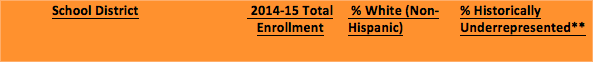 School District 2014-15 Total % White (Non- % Historically
Enrollment Hispanic) Underrepresented**